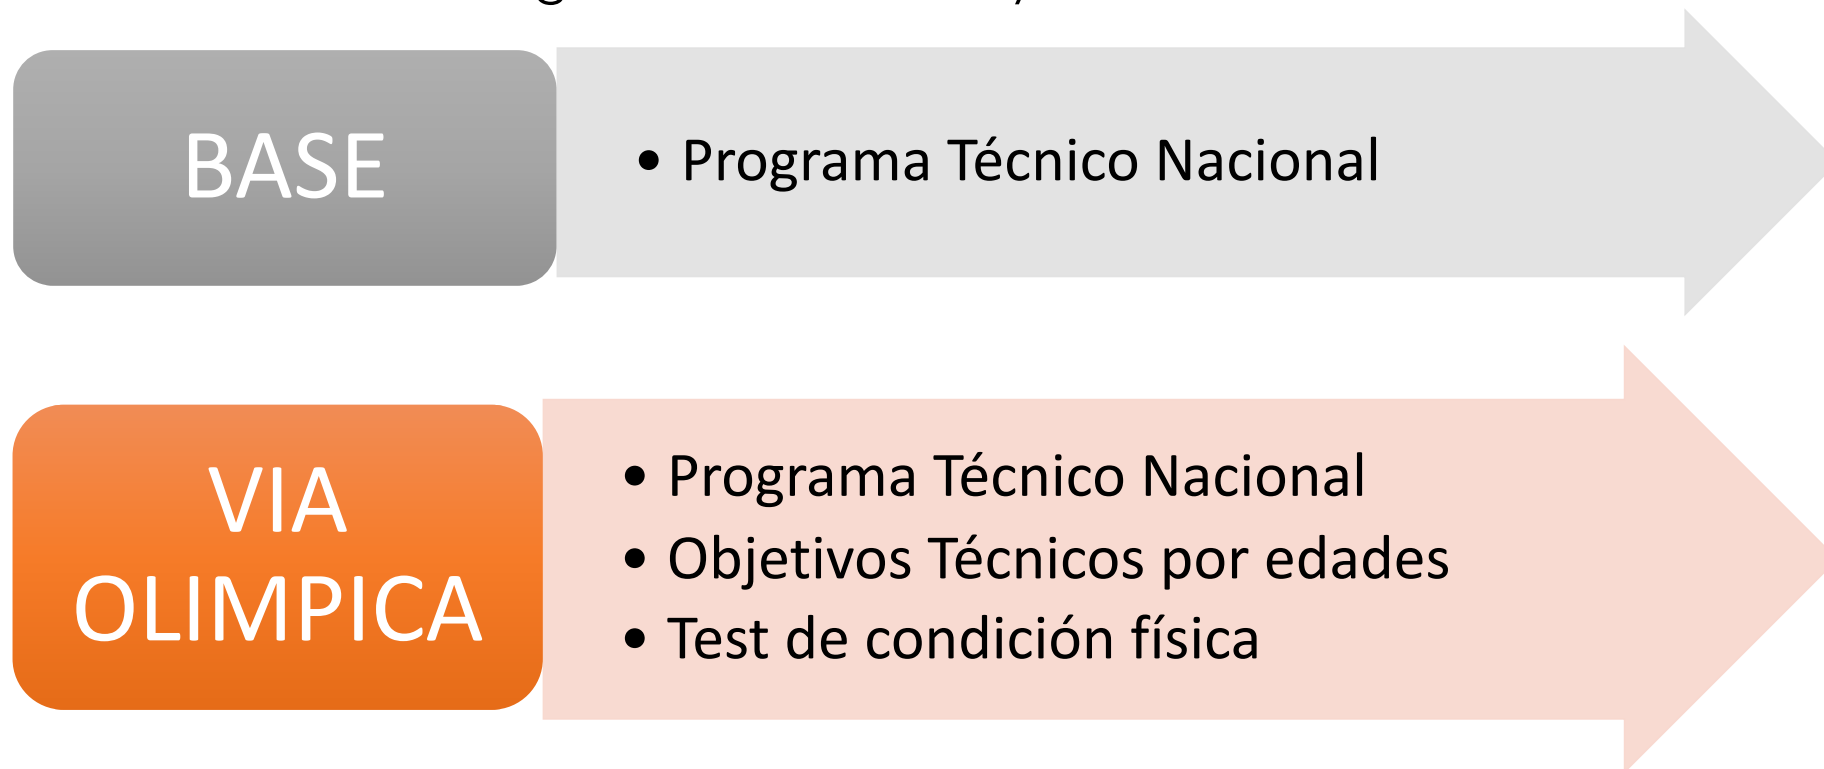 BASE
• Programa Técnico Nacional
VIA
OLIMPICA
• Programa Técnico Nacional
• Objetivos Técnicos por edades
• Test de condición física